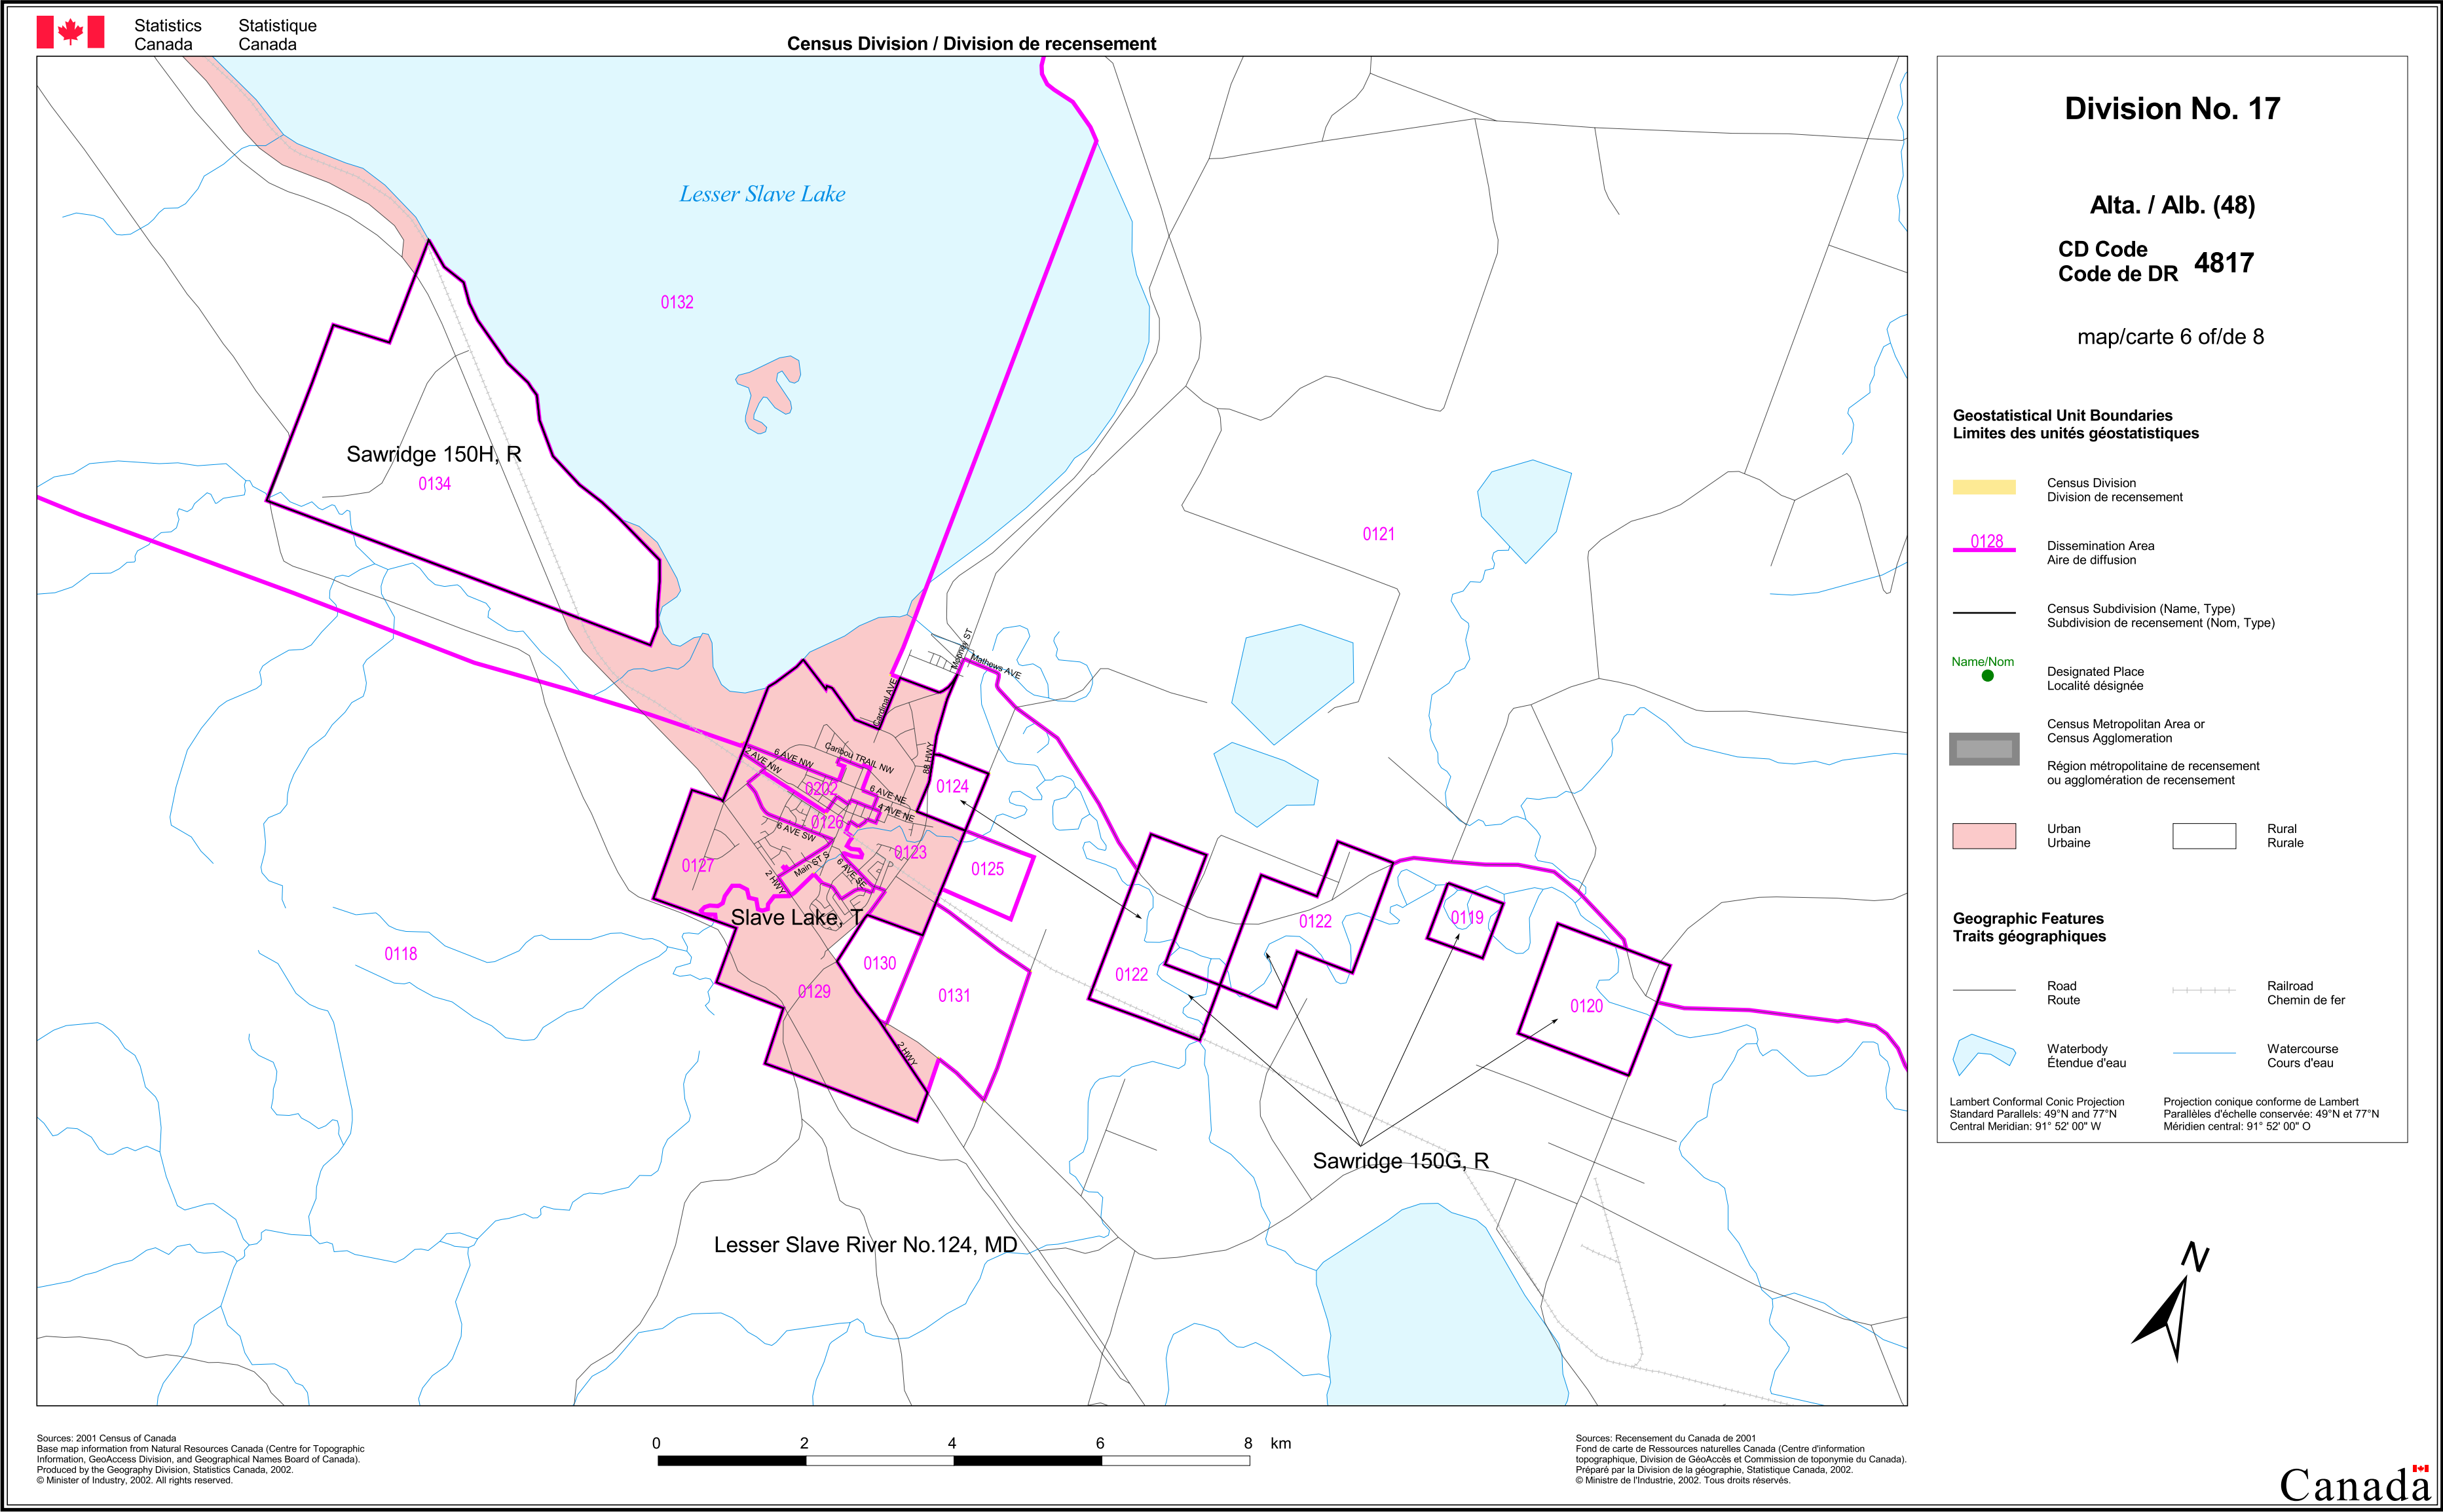 Statistics Canada
Statistique Canada
Census Division / Division de recensement
Lesser Slave Lake
0132
Sawridge 150H, R
0134
0121
Mooney ST
Mathews AVE
Cardinal AVE
88 HWY
Caribou TRAIL NW
6 AVE NW
2 AVE NW
0202
6 AVE NE
4 AVE NE
0124
0126
6 AVE SW
0123
0127
Main ST S
6 AVE SE
2 HWY
0125
Slave Lake, T
0122
0119
0118
0130
0129
0131
0122
0120
2 HWY
Sawridge 150G, R
Lesser Slave River No.124, MD
Division No. 17
Alta. / Alb. (48)
CD Code
Code de DR
4817
map/carte 6 of/de 8
Geostatistical Unit Boundaries
Limites des unités géostatistiques
Census Division
Division de recensement
0128
Dissemination Area
Aire de diffusion
Census Subdivision (Name, Type)
Subdivision de recensement (Nom, Type)
Name/Nom
Designated Place
Localité désignée
Census Metropolitan Area or
Census Agglomeration
Région métropolitaine de recensement
ou agglomération de recensement
Urban
Urbaine
Rural
Rurale
Geographic Features
Traits géographiques
Road
Route
Railroad
Chemin de fer
Waterbody
Étendue d'eau
Watercourse
Cours d'eau
Lambert Conformal Conic Projection
Standard Parallels: 49°N and 77°N
Central Meridian: 91° 52' 00" W
Projection conique conforme de Lambert
Parallèles d'échelle conservée: 49°N et 77°N
Méridien central: 91° 52' 00" O
N
Sources: 2001 Census of Canada
Base map information from Natural Resources Canada (Centre for Topographic
Information, GeoAccess Division, and Geographical Names Board of Canada).
Produced by the Geography Division, Statistics Canada, 2002.
© Minister of Industry, 2002. All rights reserved.
0 2 4 6 8 km
Sources: Recensement du Canada de 2001
Fond de carte de Ressources naturelles Canada (Centre d'information
topographique, Division de GéoAccès et Commission de toponymie du Canada).
Préparé par la Division de la géographie, Statistique Canada, 2002.
© Ministre de l'Industrie, 2002. Tous droits réservés.
Canada